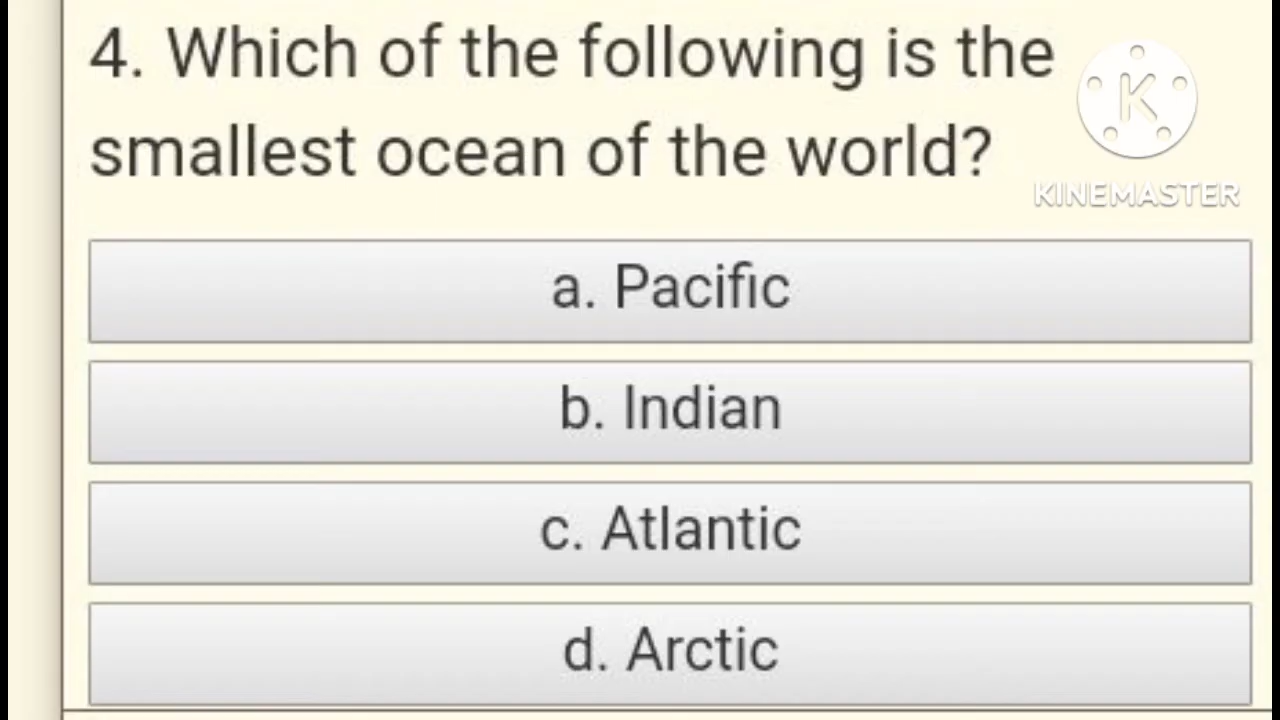 4. Which of the following is the
smallest ocean of the world?
K
KINEMASTER
a. Pacific
b. Indian
c. Atlantic
d. Arctic